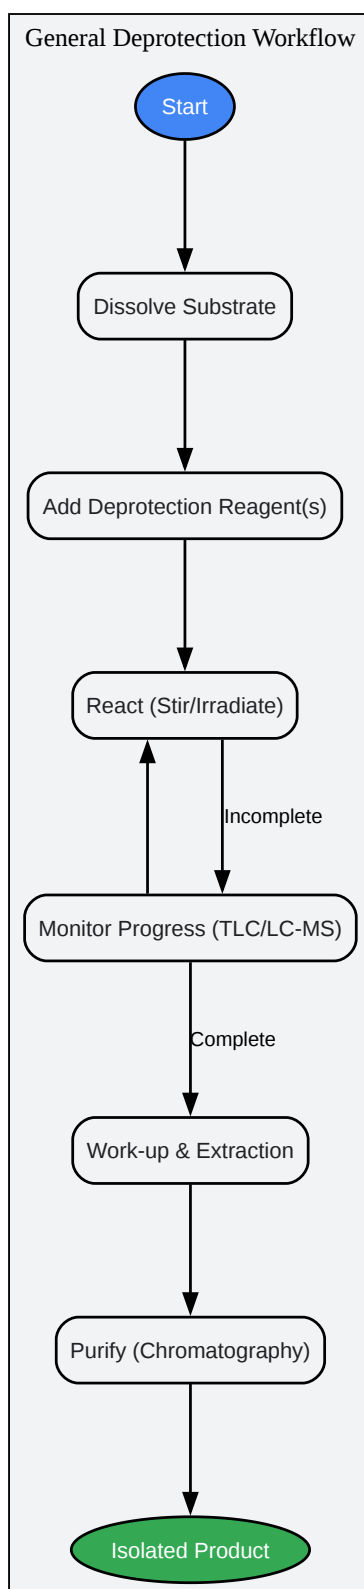 General Deprotection Workflow
Start
Dissolve Substrate
Add Deprotection Reagent(s)
React (Stir/Irradiate)
Incomplete
Monitor Progress (TLC/LC-MS)
Complete
Work-up & Extraction
Purify (Chromatography)
Isolated Product